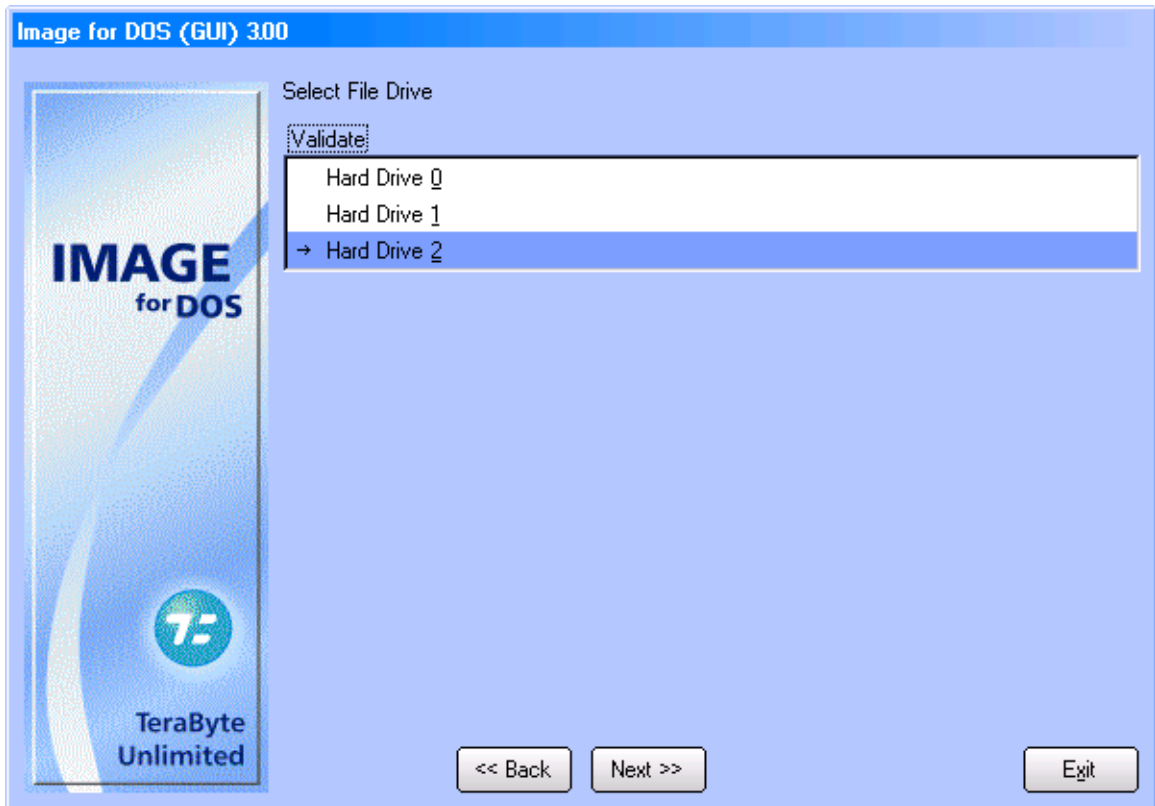 Image for DOS (GUI) 3.00
Select File Drive
Validate
Hard Drive 0
Hard Drive 1
→ Hard Drive 2
IMAGE
for DOS
TeraByte
Unlimited
<< Back Next >> Exit